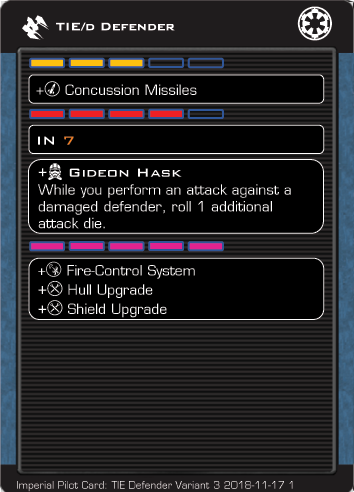 TIE/D DEFENDER
+ Concussion Missiles
IN 7
+ GIDEON HASK
While you perform an attack against a
damaged defender, roll 1 additional
attack die.
+ Fire-Control System
+ Hull Upgrade
+ Shield Upgrade
Imperial Pilot Card: TIE Defender Variant 3 2018-11-17 1